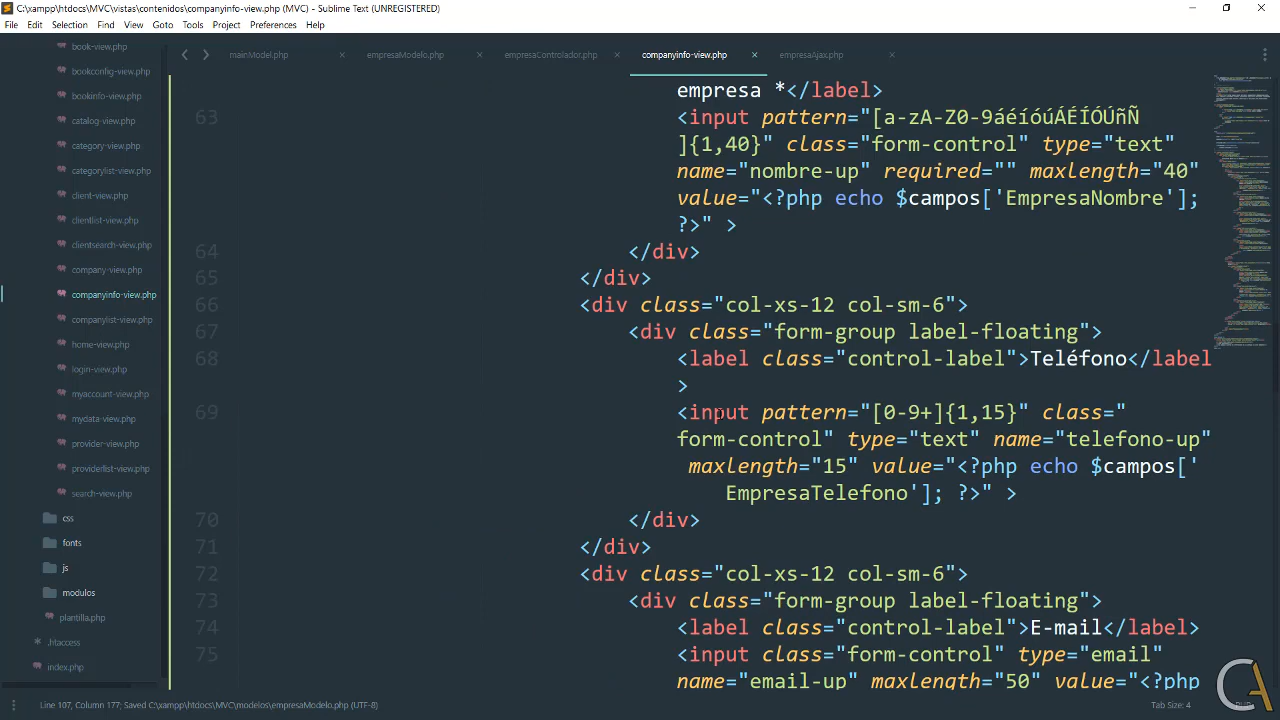 C:\xampp\htdocs\MVC\vistas\contenidos\companyinfo-view.php (MVC) - Sublime Text (UNREGISTERED)
File Edit Selection Find View Goto Tools Project Preferences Help
mainModel.php × empresaModelo.php × empresaControlador.php × companyinfo-view.php × empresaAjax.php ×
book-view.php
bookconfig-view.php
bookinfo-view.php
catalog-view.php
category-view.php
categorylist-view.php
client-view.php
clientlist-view.php
clientsearch-view.php
company-view.php
companyinfo-view.php
companylist-view.php
home-view.php
login-view.php
myaccount-view.php
mydata-view.php
provider-view.php
providerlist-view.php
search-view.php
css
fonts
js
modulos
plantilla.php
.htaccess
index.php
empresa *</label>
63 <input pattern="[a-zA-Z0-9áéíóúÁÉÍÓÚñÑ
]{1,40}" class="form-control" type="text"
name="nombre-up" required="" maxlength="40"
value="<?php echo $campos['EmpresaNombre'];
?>" >
64 </div>
65 </div>
66 <div class="col-xs-12 col-sm-6">
67 <div class="form-group label-floating">
68 <label class="control-label">Teléfono</label
>
69 <input pattern="[0-9+]{1,15}" class="
form-control" type="text" name="telefono-up"
maxlength="15" value="<?php echo $campos['
EmpresaTelefono']; ?>" >
70 </div>
71 </div>
72 <div class="col-xs-12 col-sm-6">
73 <div class="form-group label-floating">
74 <label class="control-label">E-mail</label>
75 <input class="form-control" type="email"
name="email-up" maxlength="50" value="<?php
Line 107, Column 177; Saved C:\xampp\htdocs\MVC\modelos\empresaModelo.php (UTF-8)
Tab Size: 4
CA